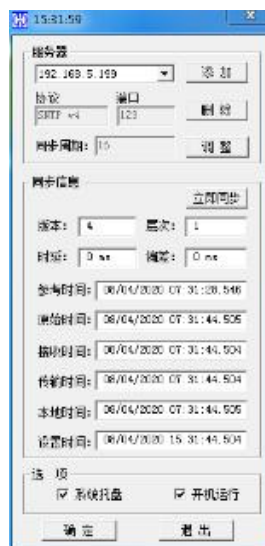 15:31:59
服务器
192.168.5.199
添 加
协议 端口
SNTP v4 123
删 除
同步周期: 15
调 整
同步信息
立即同步
版本: 4 层次: 1
时延: 0 ms 偏差: 0 ms
参考时间: 08/04/2020 07:31:28.546
原始时间: 08/04/2020 07:31:44.505
接收时间: 08/04/2020 07:31:44.504
传输时间: 08/04/2020 07:31:44.504
本地时间: 08/04/2020 07:31:44.505
设置时间: 08/04/2020 15:31:44.504
选 项
系统托盘 开机运行
确 定 退 出